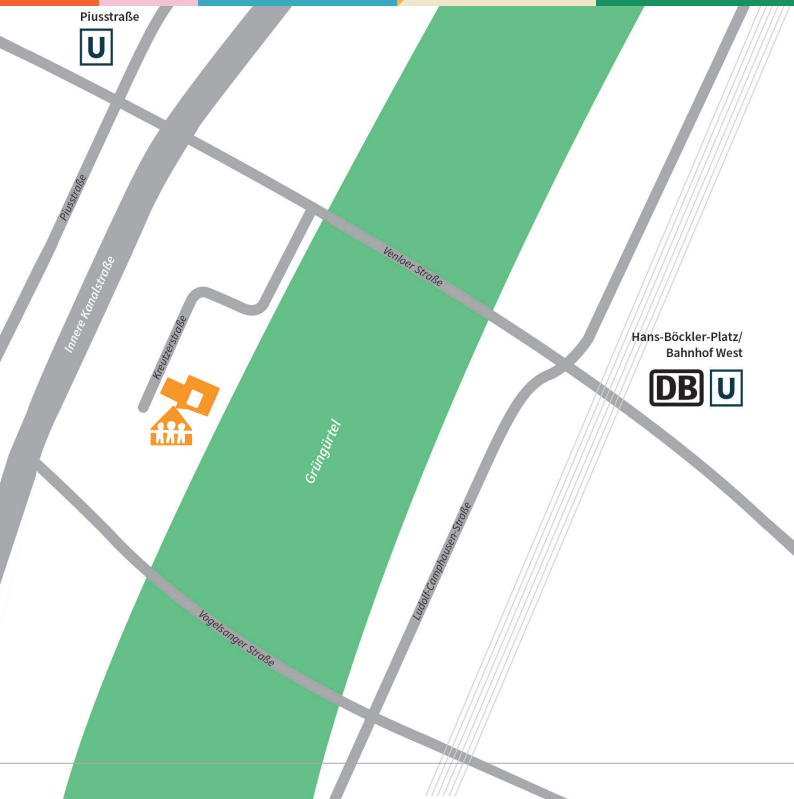 Piusstraße
U
Piusstraße
Innere Kanalstraße
Venloer Straße
Kreutzerstraße
Hans-Böckler-Platz/
Bahnhof West
DB U
Grüngürtel
Ludolf-Camphausen-Straße
Vogelsanger Straße